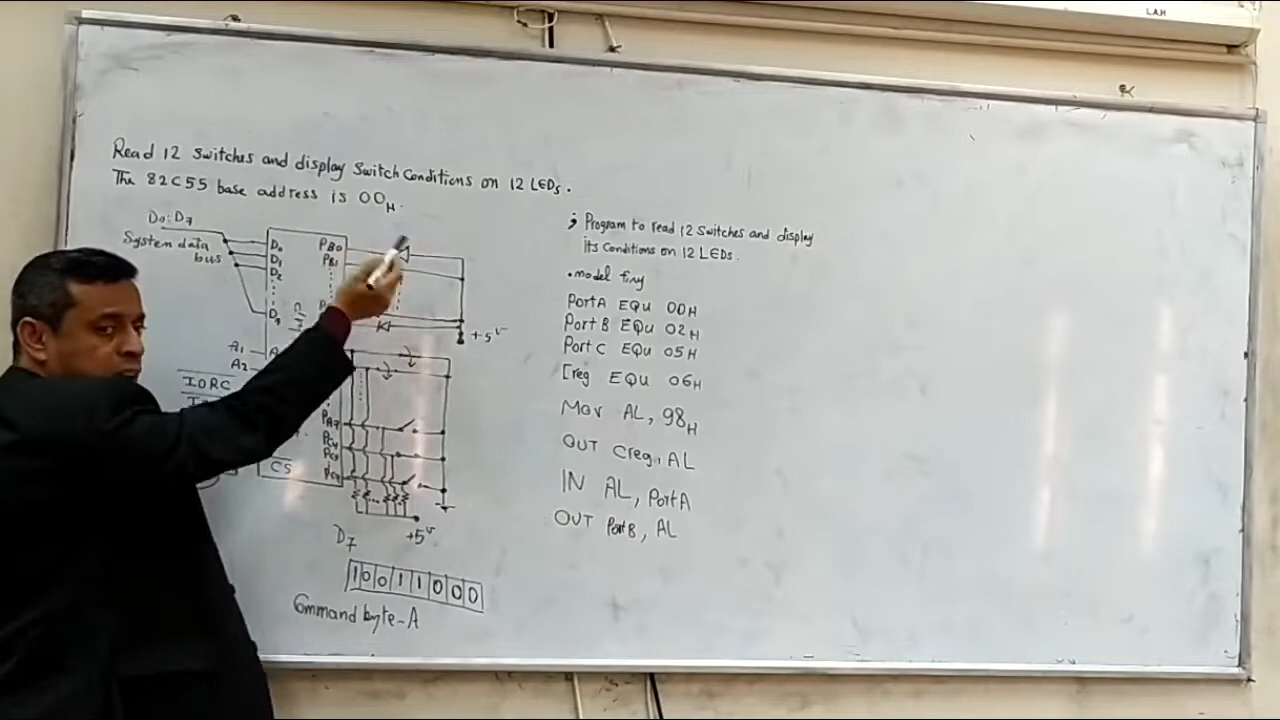 L.A.H
Read 12 switches and display Switch Conditions on 12 LEDs.
The 82C55 base address is 00H.
D0:D7
System data
bus
D0
D1
D2
D7
PB0
PB1
A1
A2
IORC
+5V
PA7
PC4
CS
+5V
D7
1 0 0 1 1 0 0 0
Command byte-A
; Program to read 12 Switches and display
its Conditions on 12 LEDs.
.model tiny
PortA EQU 00H
Port B EQU 02H
Port C EQU 05H
Creg EQU 06H
Mov AL, 98H
OUT Creg, AL
IN AL, PortA
OUT PortB, AL